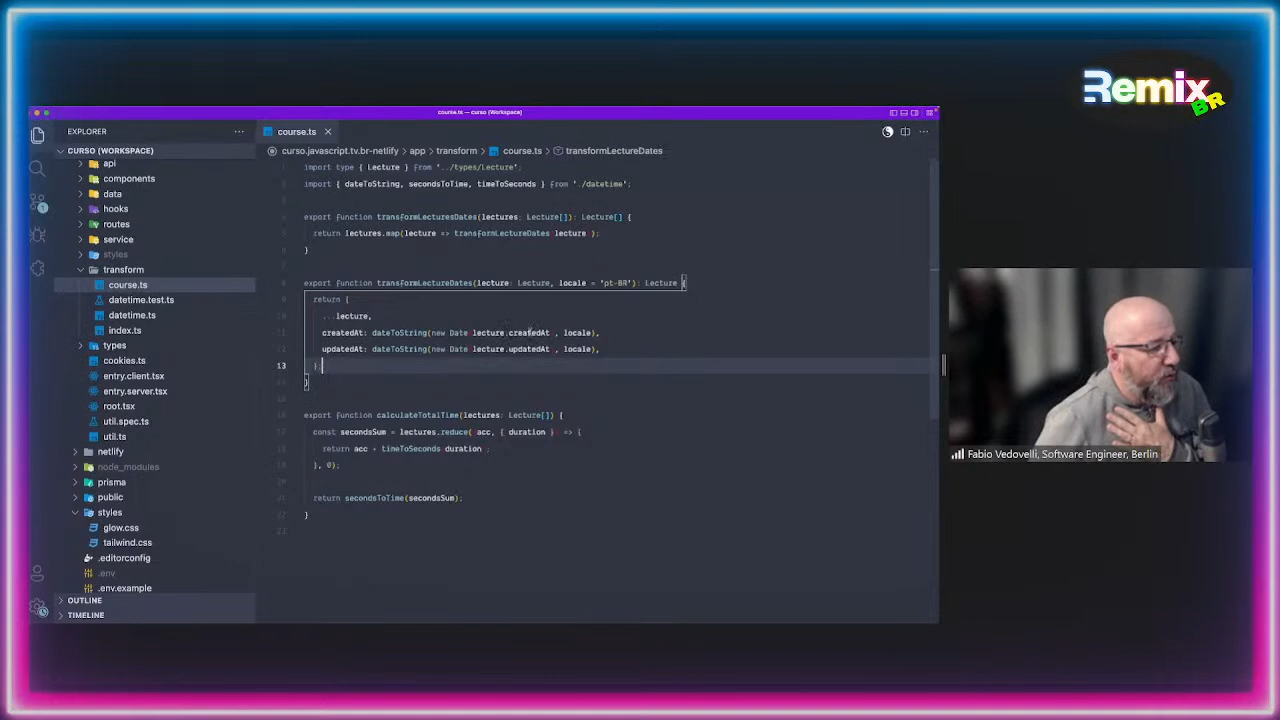 Remix
BR
course.ts — curso (Workspace)
EXPLORER
course.ts
CURSO (WORKSPACE)
curso.javascript.tv.br-netlify > app > transform > course.ts > transformLectureDates
api
components
data
hooks
routes
service
styles
transform
course.ts
datetime.test.ts
datetime.ts
index.ts
types
cookies.ts
entry.client.tsx
entry.server.tsx
root.tsx
util.spec.ts
util.ts
netlify
node_modules
prisma
public
styles
glow.css
tailwind.css
.editorconfig
.env
.env.example
OUTLINE
TIMELINE
1
import type { Lecture } from '../types/Lecture';
import { dateToString, secondsToTime, timeToSeconds } from './datetime';
export function transformLecturesDates(lectures: Lecture[]): Lecture[] {
return lectures.map(lecture => transformLectureDates lecture );
}
export function transformLectureDates(lecture: Lecture, locale = 'pt-BR'): Lecture {
return {
...lecture,
createdAt: dateToString(new Date lecture.createdAt , locale),
updatedAt: dateToString(new Date lecture.updatedAt , locale),
13 };
}
export function calculateTotalTime(lectures: Lecture[]) {
const secondsSum = lectures.reduce( acc, { duration } => {
return acc + timeToSeconds duration ;
}, 0);
return secondsToTime(secondsSum);
22 }
23
Fabio Vedovelli, Software Engineer, Berlin